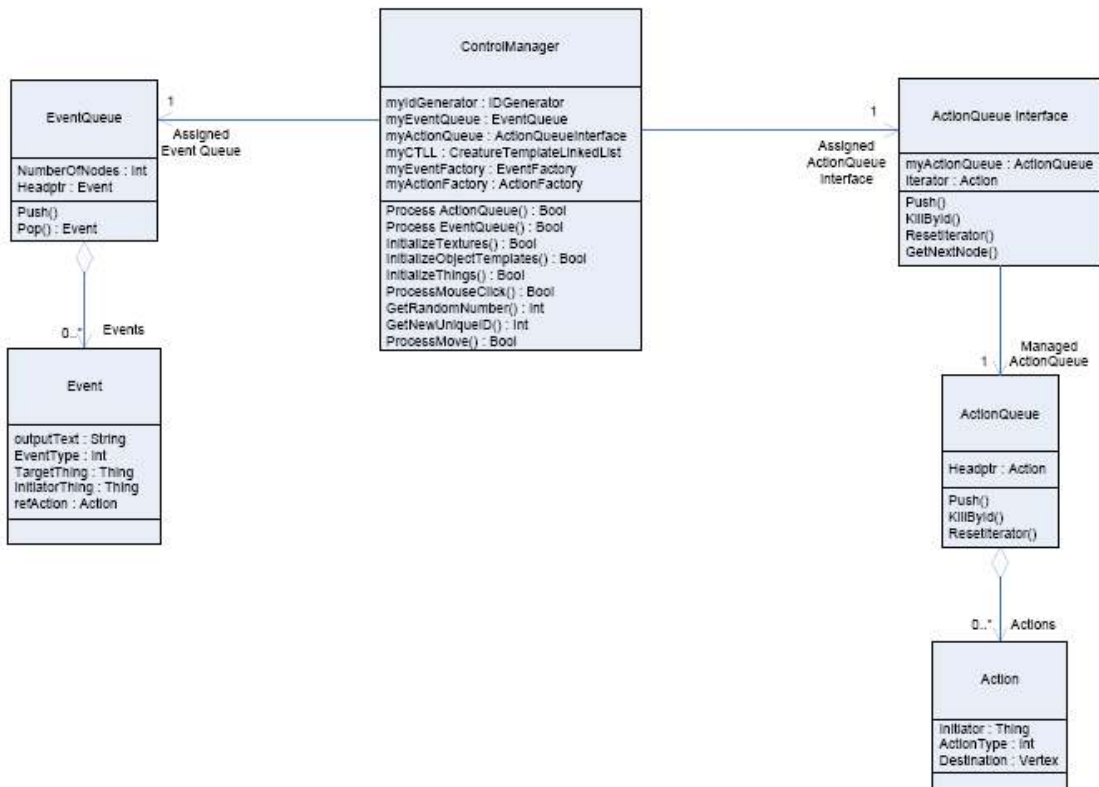 ControlManager
myIdGenerator : IDGenerator
myEventQueue : EventQueue
myActionQueue : ActionQueueInterface
myCTLL : CreatureTemplateLinkedList
myEventFactory : EventFactory
myActionFactory : ActionFactory
Process ActionQueue() : Bool
Process EventQueue() : Bool
InitializeTextures() : Bool
InitializeObjectTemplates() : Bool
InitializeThings() : Bool
ProcessMouseClick() : Bool
GetRandomNumber() : Int
GetNewUniqueID() : Int
ProcessMove() : Bool
EventQueue
NumberOfNodes : Int
Headptr : Event
Push()
Pop() : Event
1
Assigned
Event Queue
0..*
Events
Event
outputText : String
EventType : Int
TargetThing : Thing
InitiatorThing : Thing
refAction : Action
1
Assigned
ActionQueue
Interface
ActionQueue Interface
myActionQueue : ActionQueue
Iterator : Action
Push()
KillById()
ResetIterator()
GetNextNode()
Managed
1 ActionQueue
ActionQueue
Headptr : Action
Push()
KillById()
ResetIterator()
0..*
Actions
Action
Initiator : Thing
ActionType : Int
Destination : Vertex